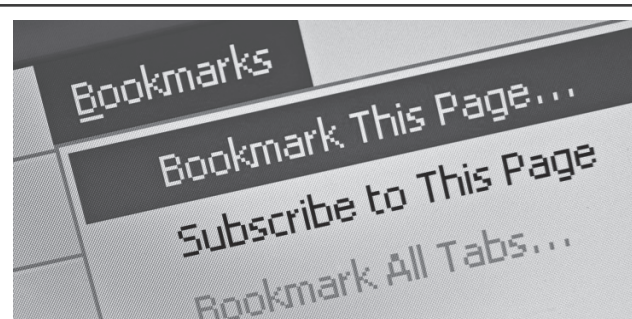 Bookmarks
Bookmark This Page...
Subscribe to This Page
Bookmark All Tabs...